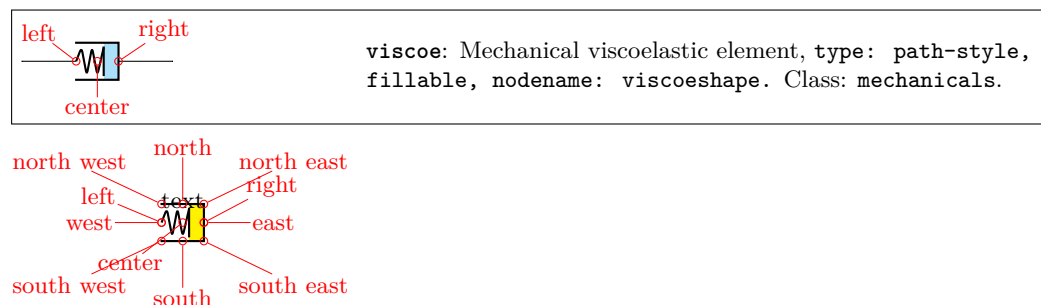 left
right
center
viscoe: Mechanical viscoelastic element, type: path-style,
fillable, nodename: viscoeshape. Class: mechanicals.
north
north west
north east
text
left
right
west
east
center
south west
south east
south